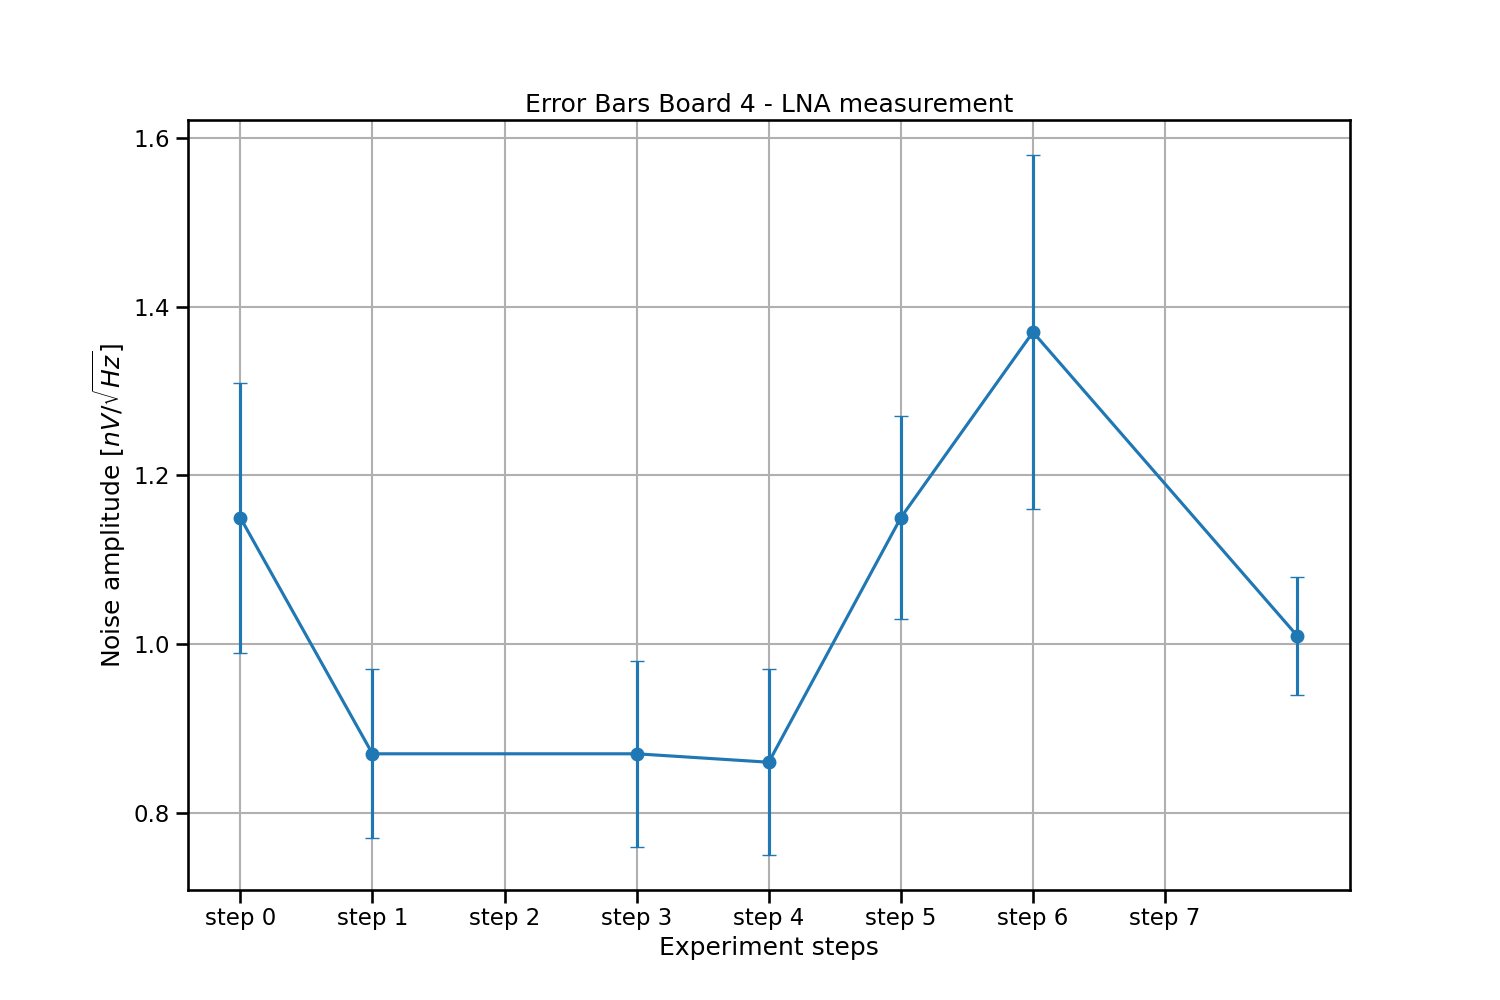 Error Bars Board 4 - LNA measurement
Noise amplitude [nV/√Hz]
1.6
1.4
1.2
1.0
0.8
step 0 step 1 step 2 step 3 step 4 step 5 step 6 step 7
Experiment steps